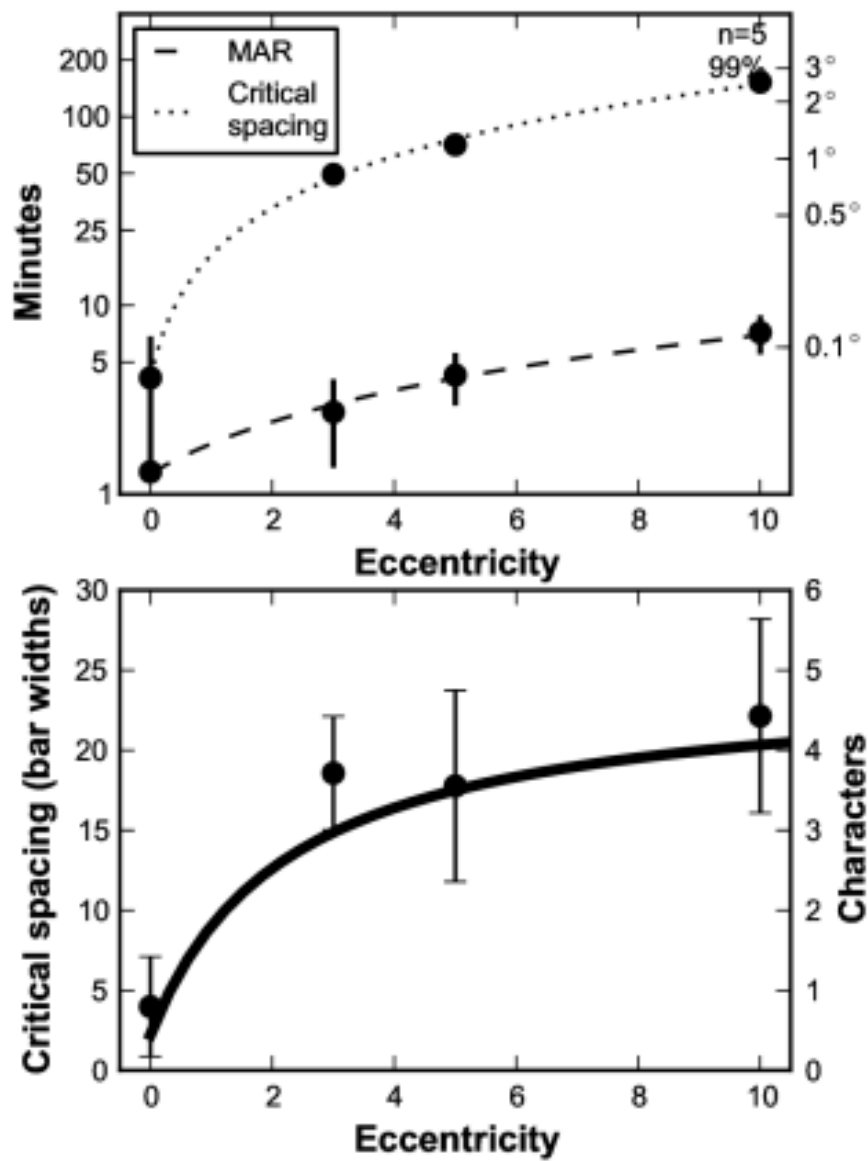 n=5
99%
MAR
Critical
spacing
200
100
50
25
10
5
1
3°
2°
1°
0.5°
0.1°
Minutes
0 2 4 6 8 10
Eccentricity
30
25
20
15
10
5
0
Critical spacing (bar widths)
6
5
4
3
2
1
0
Characters
0 2 4 6 8 10
Eccentricity